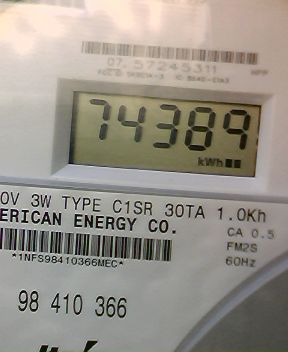 07 57245311
74389
kWh
0V 3W TYPE C1SR 30TA 1.0Kh
ERICAN ENERGY CO.
CA 0.5
FM2S
*1NFS98410366MEC*
60Hz
98 410 366